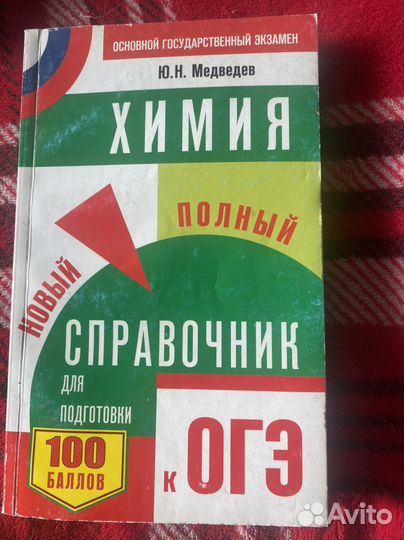 ОСНОВНОЙ ГОСУДАРСТВЕННЫЙ ЭКЗАМЕН
Ю.Н. Медведев
ХИМИЯ
НОВЫЙ
ПОЛНЫЙ
СПРАВОЧНИК
ДЛЯ
ПОДГОТОВКИ
100
БАЛЛОВ
К ОГЭ
Avito